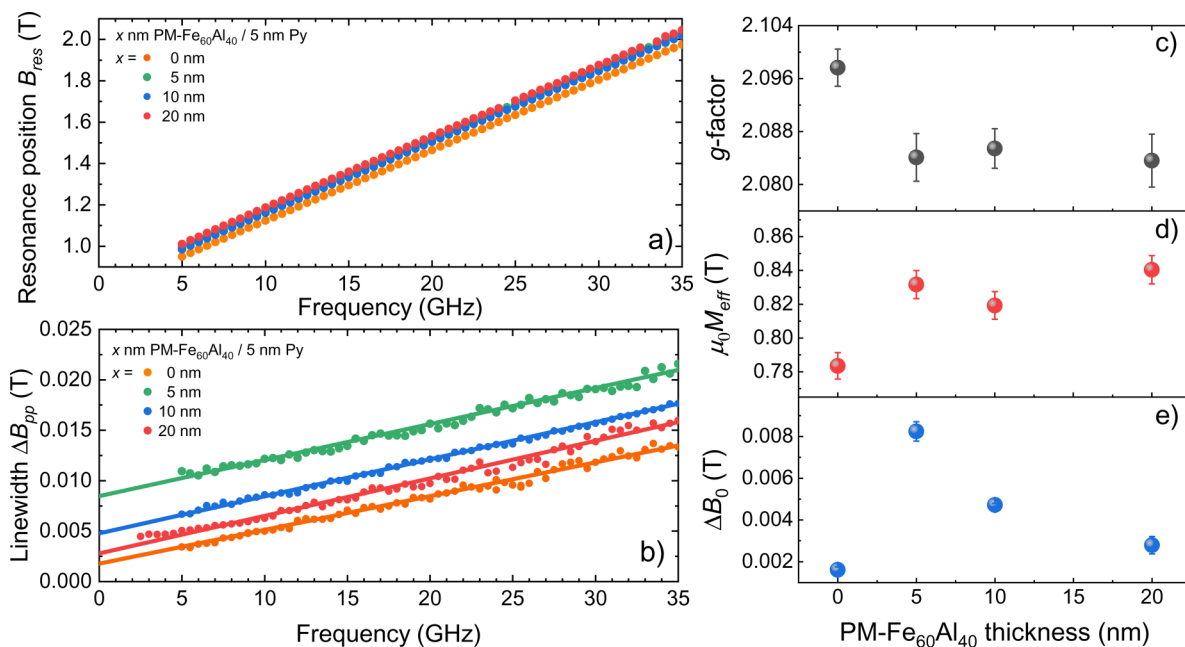 x nm PM-Fe₆₀Al₄₀ / 5 nm Py
x = 0 nm
5 nm
10 nm
20 nm
Resonance position B_res (T)
2.0
1.8
1.6
1.4
1.2
1.0
a)
0 5 10 15 20 25 30 35
Frequency (GHz)
x nm PM-Fe₆₀Al₄₀ / 5 nm Py
x = 0 nm
5 nm
10 nm
20 nm
Linewidth ΔB_pp (T)
0.025
0.020
0.015
0.010
0.005
0.000
b)
0 5 10 15 20 25 30 35
Frequency (GHz)
c)
g-factor
2.104
2.096
2.088
2.080
d)
μ₀M_eff (T)
0.86
0.84
0.82
0.80
0.78
e)
ΔB₀ (T)
0.008
0.006
0.004
0.002
0 5 10 15 20
PM-Fe₆₀Al₄₀ thickness (nm)